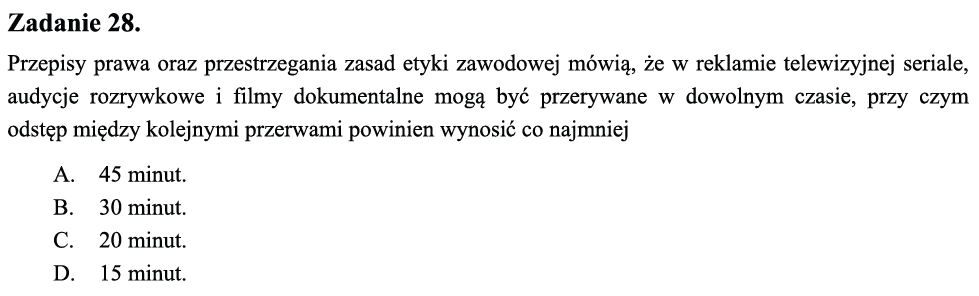 Zadanie 28.
Przepisy prawa oraz przestrzegania zasad etyki zawodowej mówią, że w reklamie telewizyjnej seriale,
audycje rozrywkowe i filmy dokumentalne mogą być przerywane w dowolnym czasie, przy czym
odstęp między kolejnymi przerwami powinien wynosić co najmniej
A. 45 minut.
B. 30 minut.
C. 20 minut.
D. 15 minut.